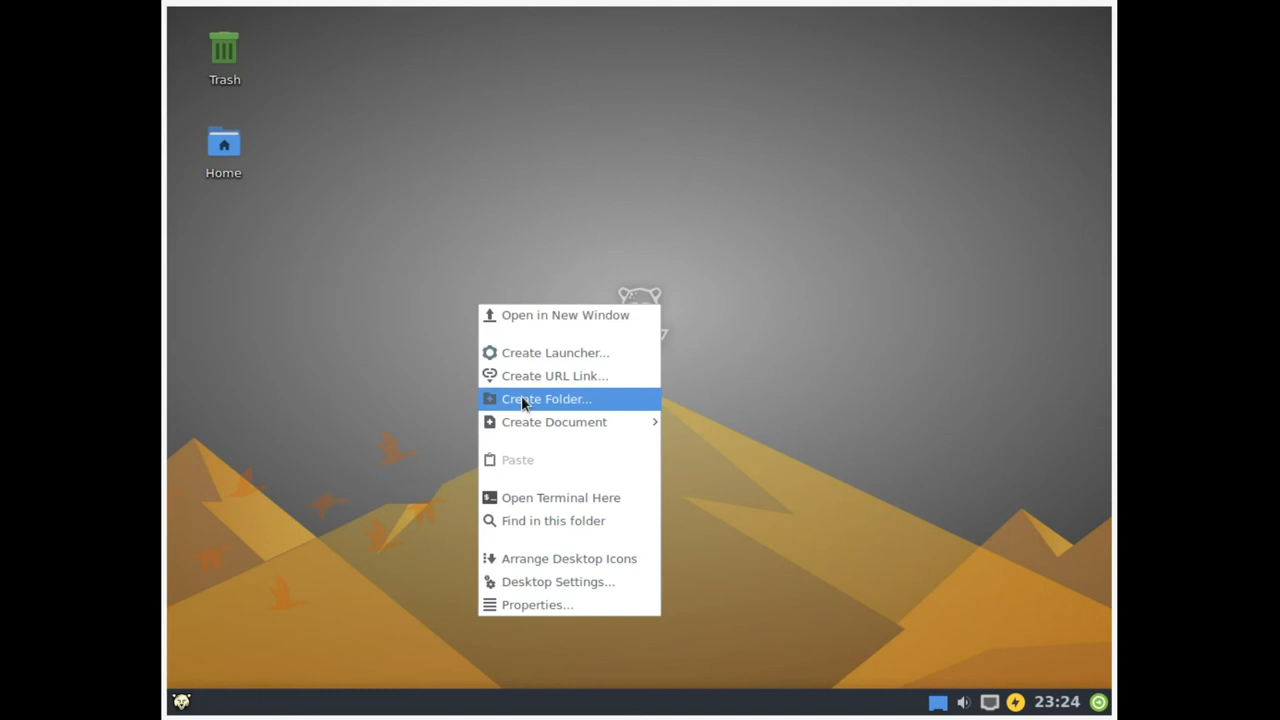 Trash
Home
Open in New Window
Create Launcher...
Create URL Link...
Create Folder...
Create Document
Paste
Open Terminal Here
Find in this folder
Arrange Desktop Icons
Desktop Settings...
Properties...
23:24